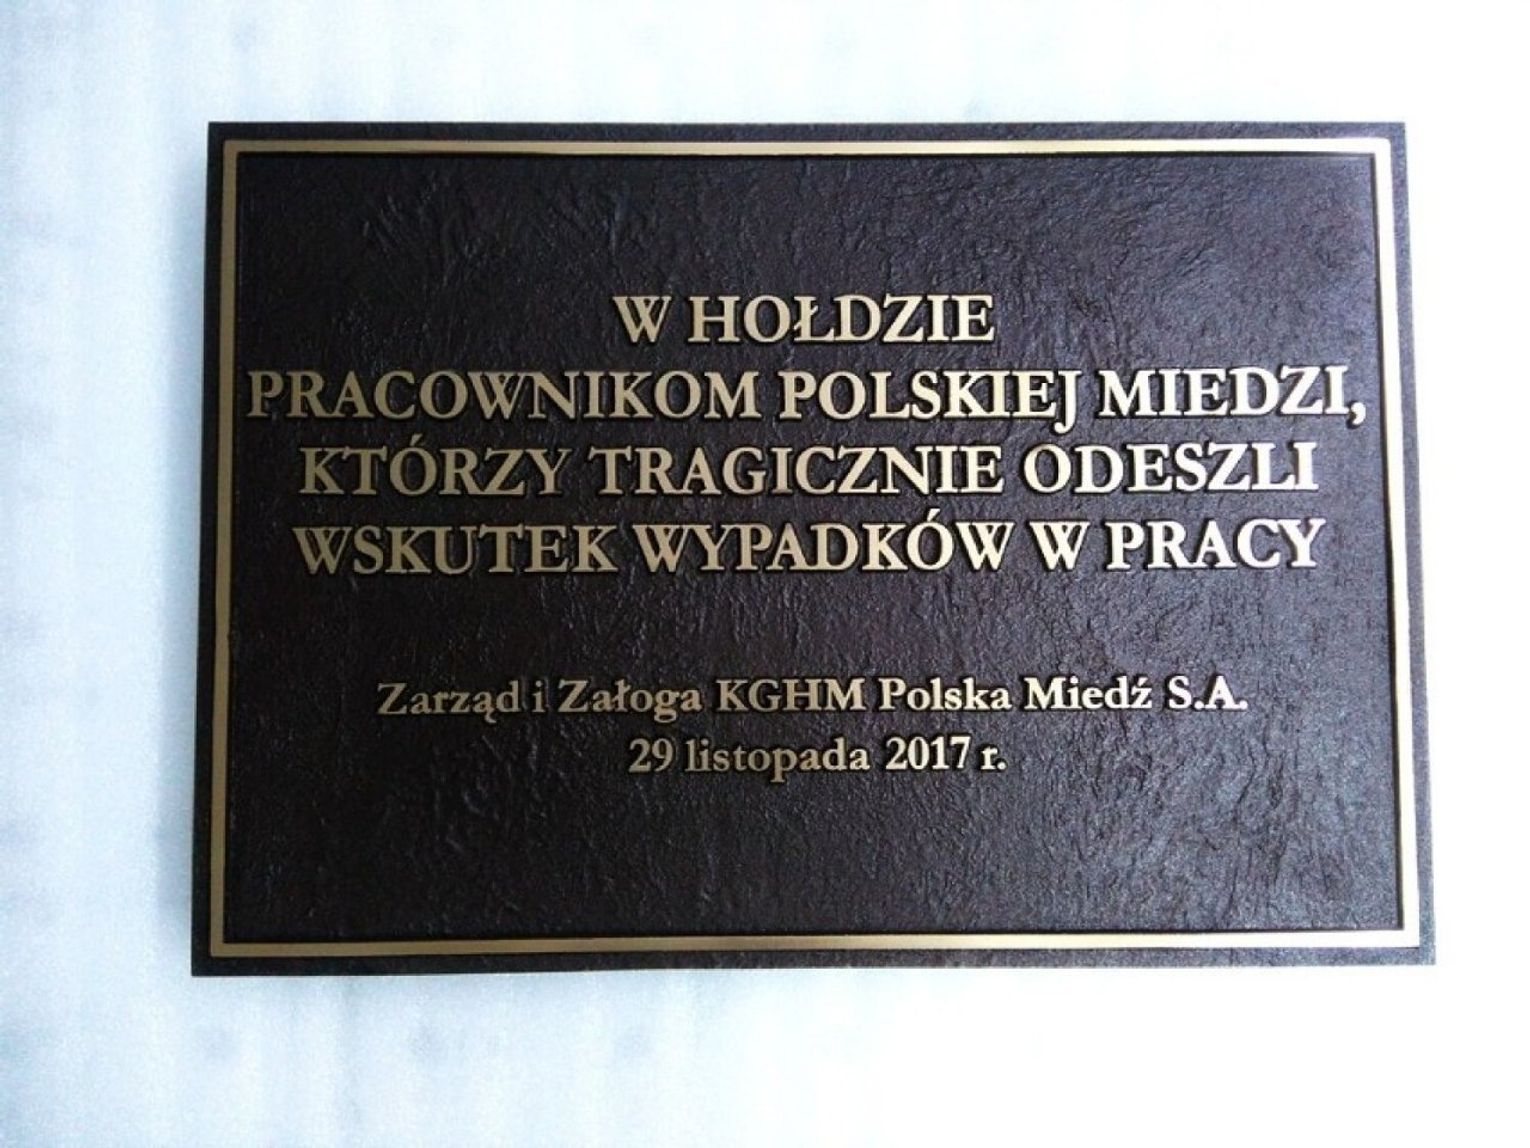 W HOŁDZIE
PRACOWNIKOM POLSKIEJ MIEDZI,
KTÓRZY TRAGICZNIE ODESZLI
WSKUTEK WYPADKÓW W PRACY
Zarząd i Załoga KGHM Polska Miedź S.A.
29 listopada 2017 r.